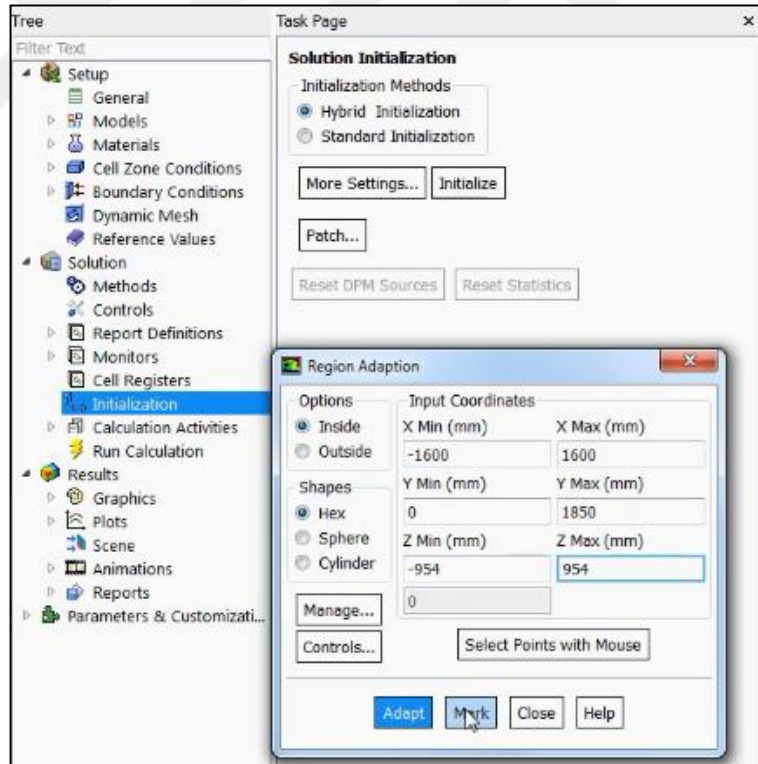 Tree
Filter Text
Setup
General
Models
Materials
Cell Zone Conditions
Boundary Conditions
Dynamic Mesh
Reference Values
Solution
Methods
Controls
Report Definitions
Monitors
Cell Registers
Initialization
Calculation Activities
Run Calculation
Results
Graphics
Plots
Scene
Animations
Reports
Parameters & Customizati...
Task Page
Solution Initialization
Initialization Methods
Hybrid Initialization
Standard Initialization
More Settings... Initialize
Patch...
Reset DPM Sources Reset Statistics
Region Adaption
Options
Inside
Outside
Shapes
Hex
Sphere
Cylinder
Manage...
Controls...
Input Coordinates
X Min (mm) X Max (mm)
-1600 1600
Y Min (mm) Y Max (mm)
0 1850
Z Min (mm) Z Max (mm)
-954 954
0
Select Points with Mouse
Adapt Mark Close Help